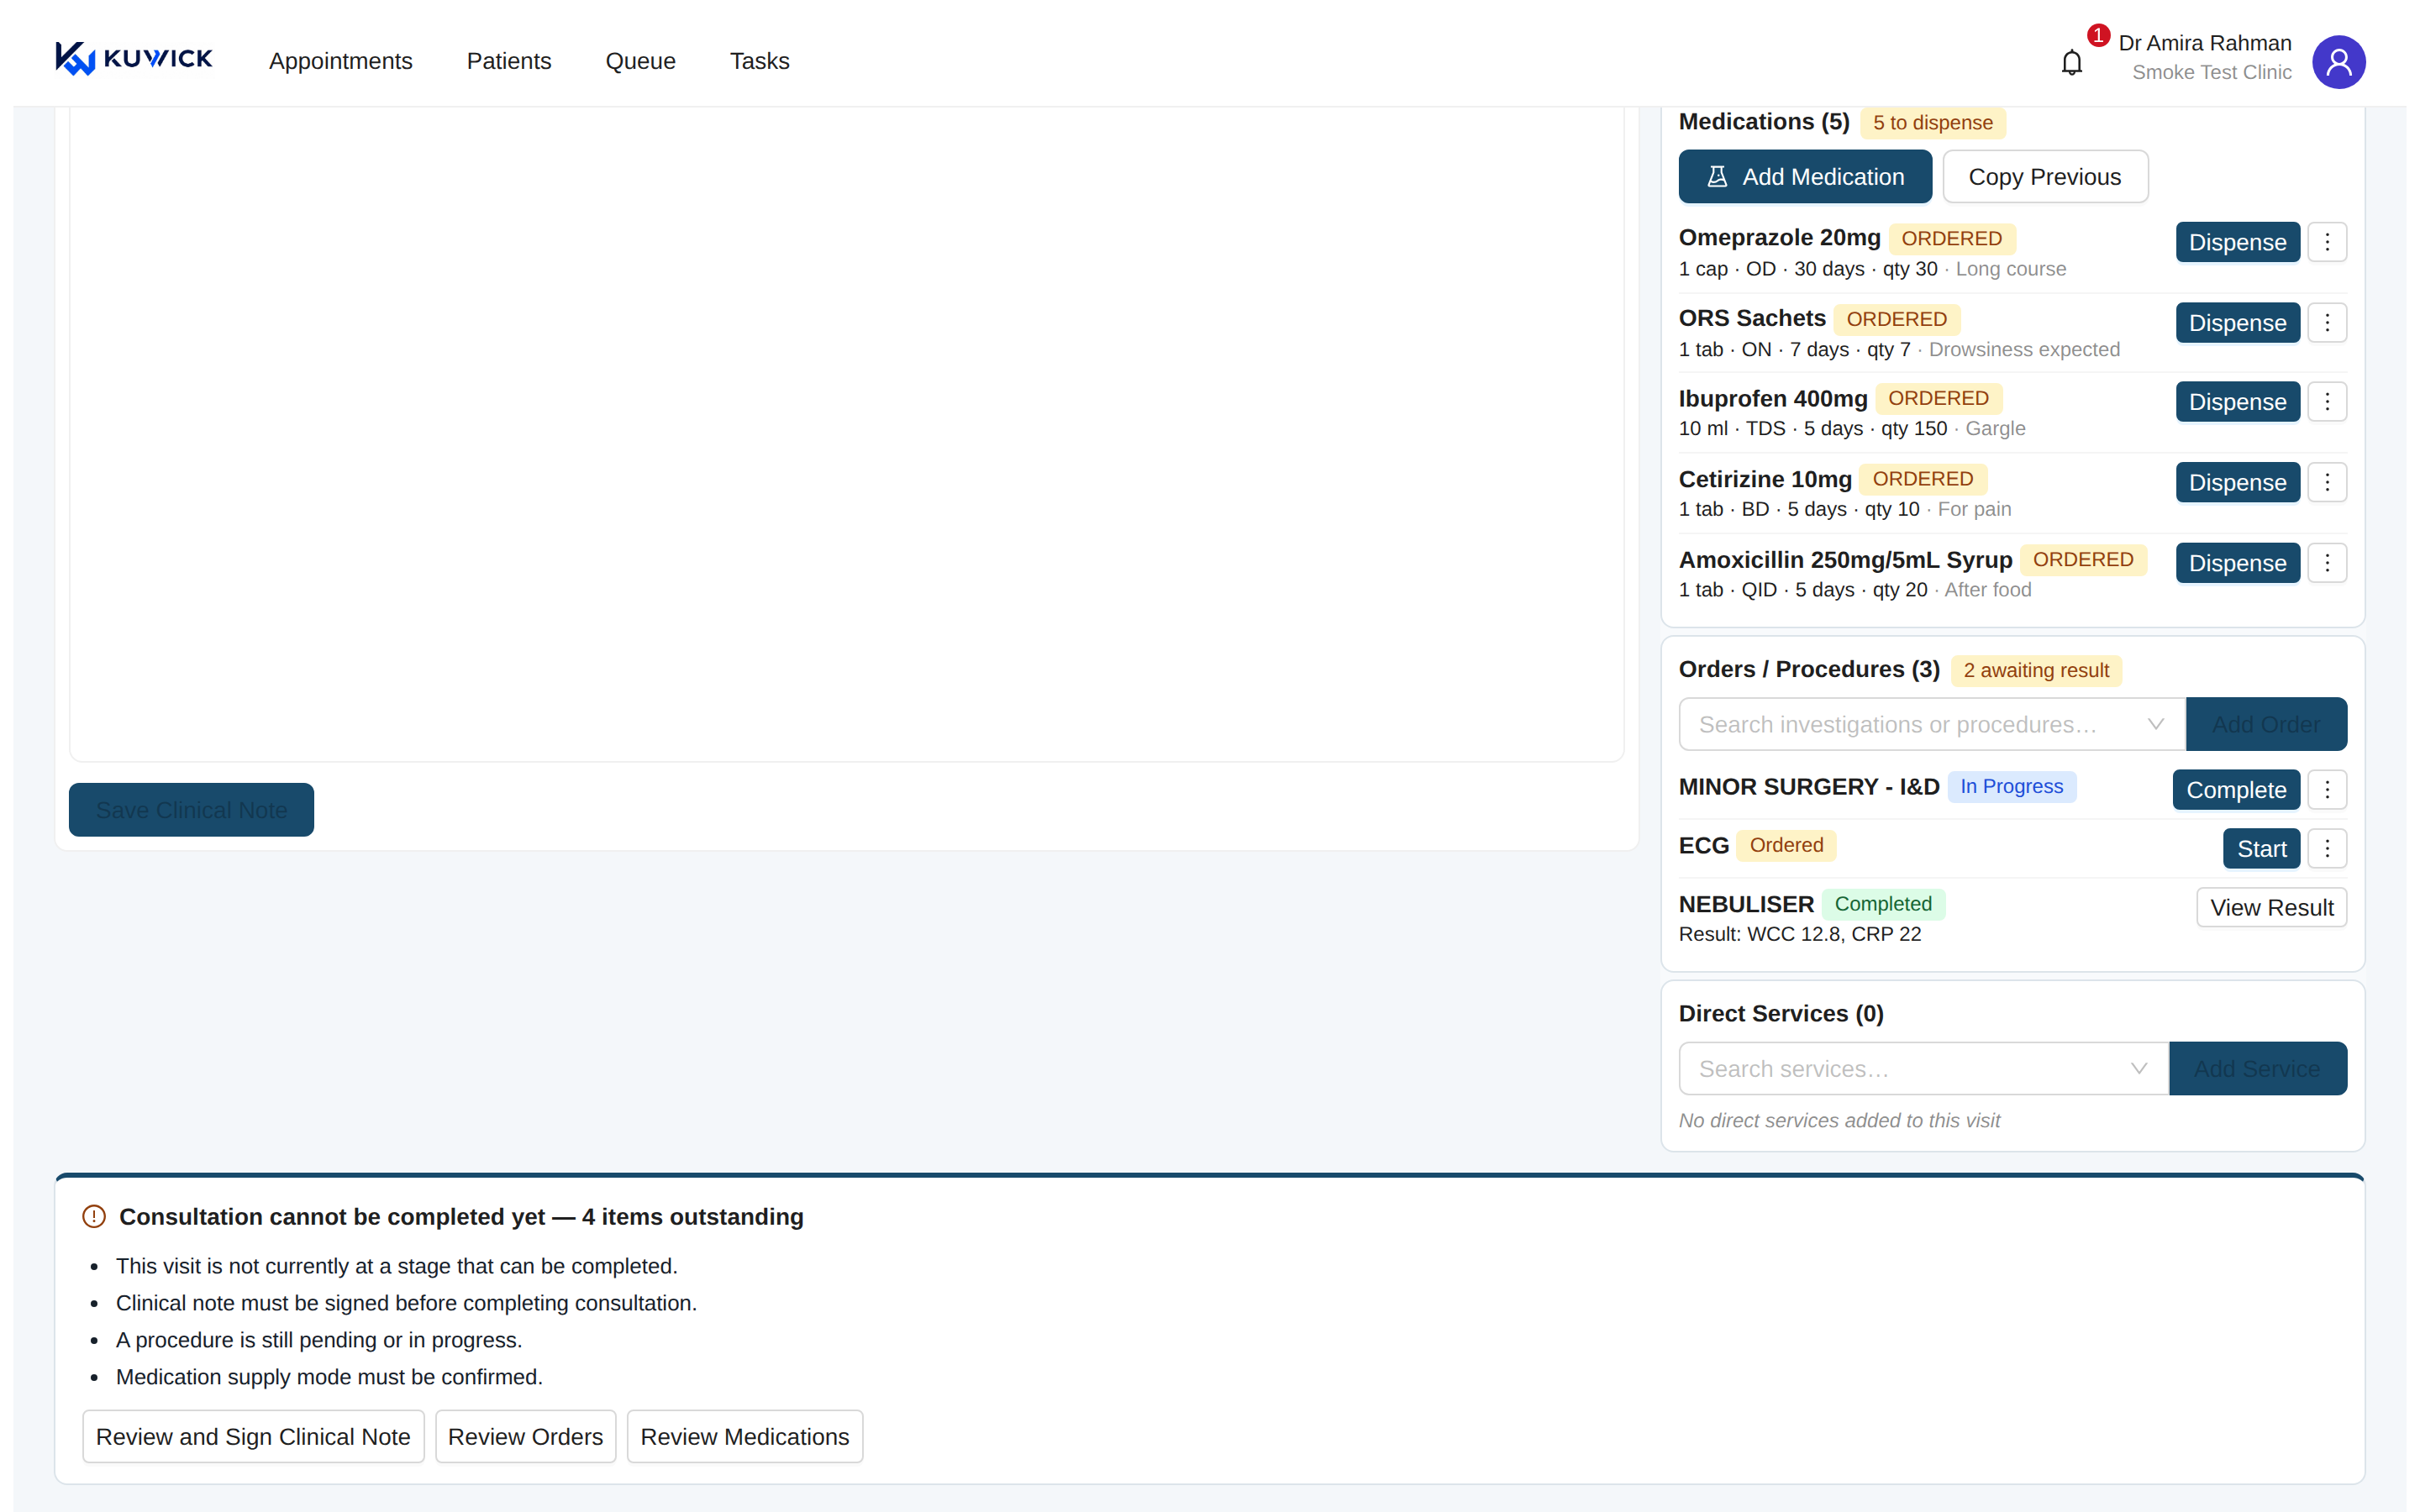 KUWICK
Appointments
Patients
Queue
Tasks
1
Dr Amira Rahman
Smoke Test Clinic
Medications (5)
5 to dispense
Add Medication
Copy Previous
Omeprazole 20mg ORDERED
Dispense
1 cap · OD · 30 days · qty 30 · Long course
ORS Sachets ORDERED
Dispense
1 tab · ON · 7 days · qty 7 · Drowsiness expected
Ibuprofen 400mg ORDERED
Dispense
10 ml · TDS · 5 days · qty 150 · Gargle
Cetirizine 10mg ORDERED
Dispense
1 tab · BD · 5 days · qty 10 · For pain
Amoxicillin 250mg/5mL Syrup ORDERED
Dispense
1 tab · QID · 5 days · qty 20 · After food
Orders / Procedures (3)
2 awaiting result
Search investigations or procedures…
Add Order
MINOR SURGERY - I&D In Progress
Complete
ECG Ordered
Start
NEBULISER Completed
View Result
Result: WCC 12.8, CRP 22
Direct Services (0)
Search services…
Add Service
No direct services added to this visit
Save Clinical Note
Consultation cannot be completed yet — 4 items outstanding
• This visit is not currently at a stage that can be completed.
• Clinical note must be signed before completing consultation.
• A procedure is still pending or in progress.
• Medication supply mode must be confirmed.
Review and Sign Clinical Note
Review Orders
Review Medications